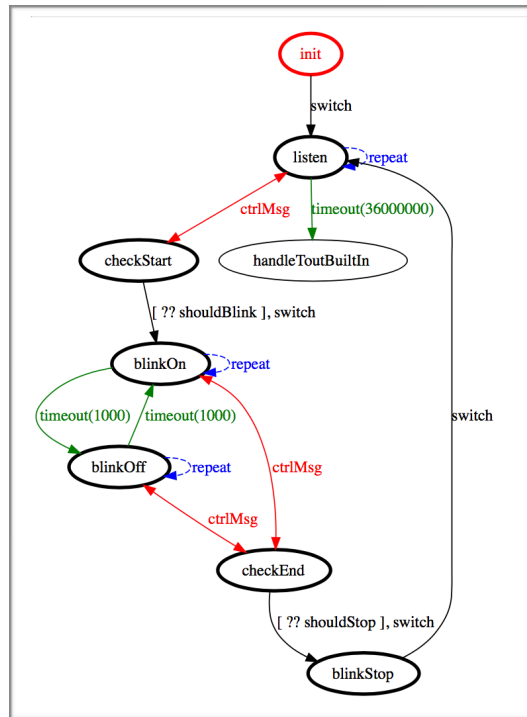 init
switch
listen
repeat
ctrlMsg
timeout(36000000)
checkStart
handleToutBuiltIn
[ ?? shouldBlink ], switch
blinkOn
repeat
timeout(1000)
timeout(1000)
switch
blinkOff
repeat
ctrlMsg
ctrlMsg
checkEnd
[ ?? shouldStop ], switch
blinkStop